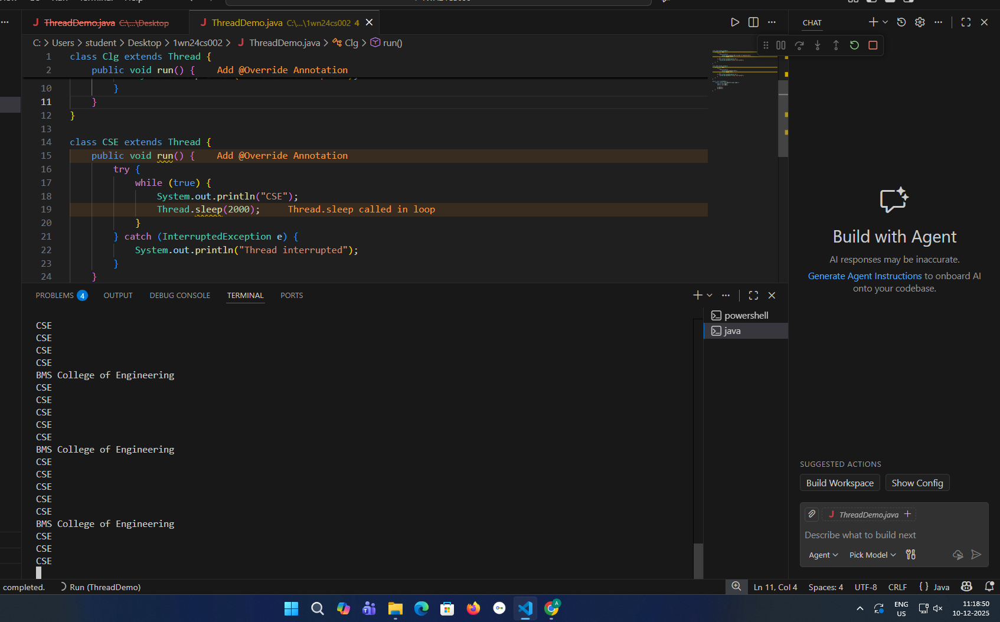 ThreadDemo.java C:\...\Desktop
ThreadDemo.java C:\...\1wn24cs002 4
CHAT
C: > Users > student > Desktop > 1wn24cs002 > ThreadDemo.java > Clg > run()
1 class Clg extends Thread {
2 public void run() { Add @Override Annotation
10 }
11 }
12 }
13
14 class CSE extends Thread {
15 public void run() { Add @Override Annotation
16 try {
17 while (true) {
18 System.out.println("CSE");
19 Thread.sleep(2000); Thread.sleep called in loop
20 }
21 } catch (InterruptedException e) {
22 System.out.println("Thread interrupted");
23 }
24 }
PROBLEMS 4 OUTPUT DEBUG CONSOLE TERMINAL PORTS
powershell
java
CSE
CSE
CSE
CSE
BMS College of Engineering
CSE
CSE
CSE
CSE
CSE
BMS College of Engineering
CSE
CSE
CSE
CSE
CSE
BMS College of Engineering
CSE
CSE
CSE
Build with Agent
AI responses may be inaccurate.
Generate Agent Instructions to onboard AI
onto your codebase.
SUGGESTED ACTIONS
Build Workspace
Show Config
ThreadDemo.java
Describe what to build next
Agent
Pick Model
completed.
Run (ThreadDemo)
Ln 11, Col 4
Spaces: 4
UTF-8
CRLF
{ } Java
A
ENG
US
11:18:50
10-12-2025